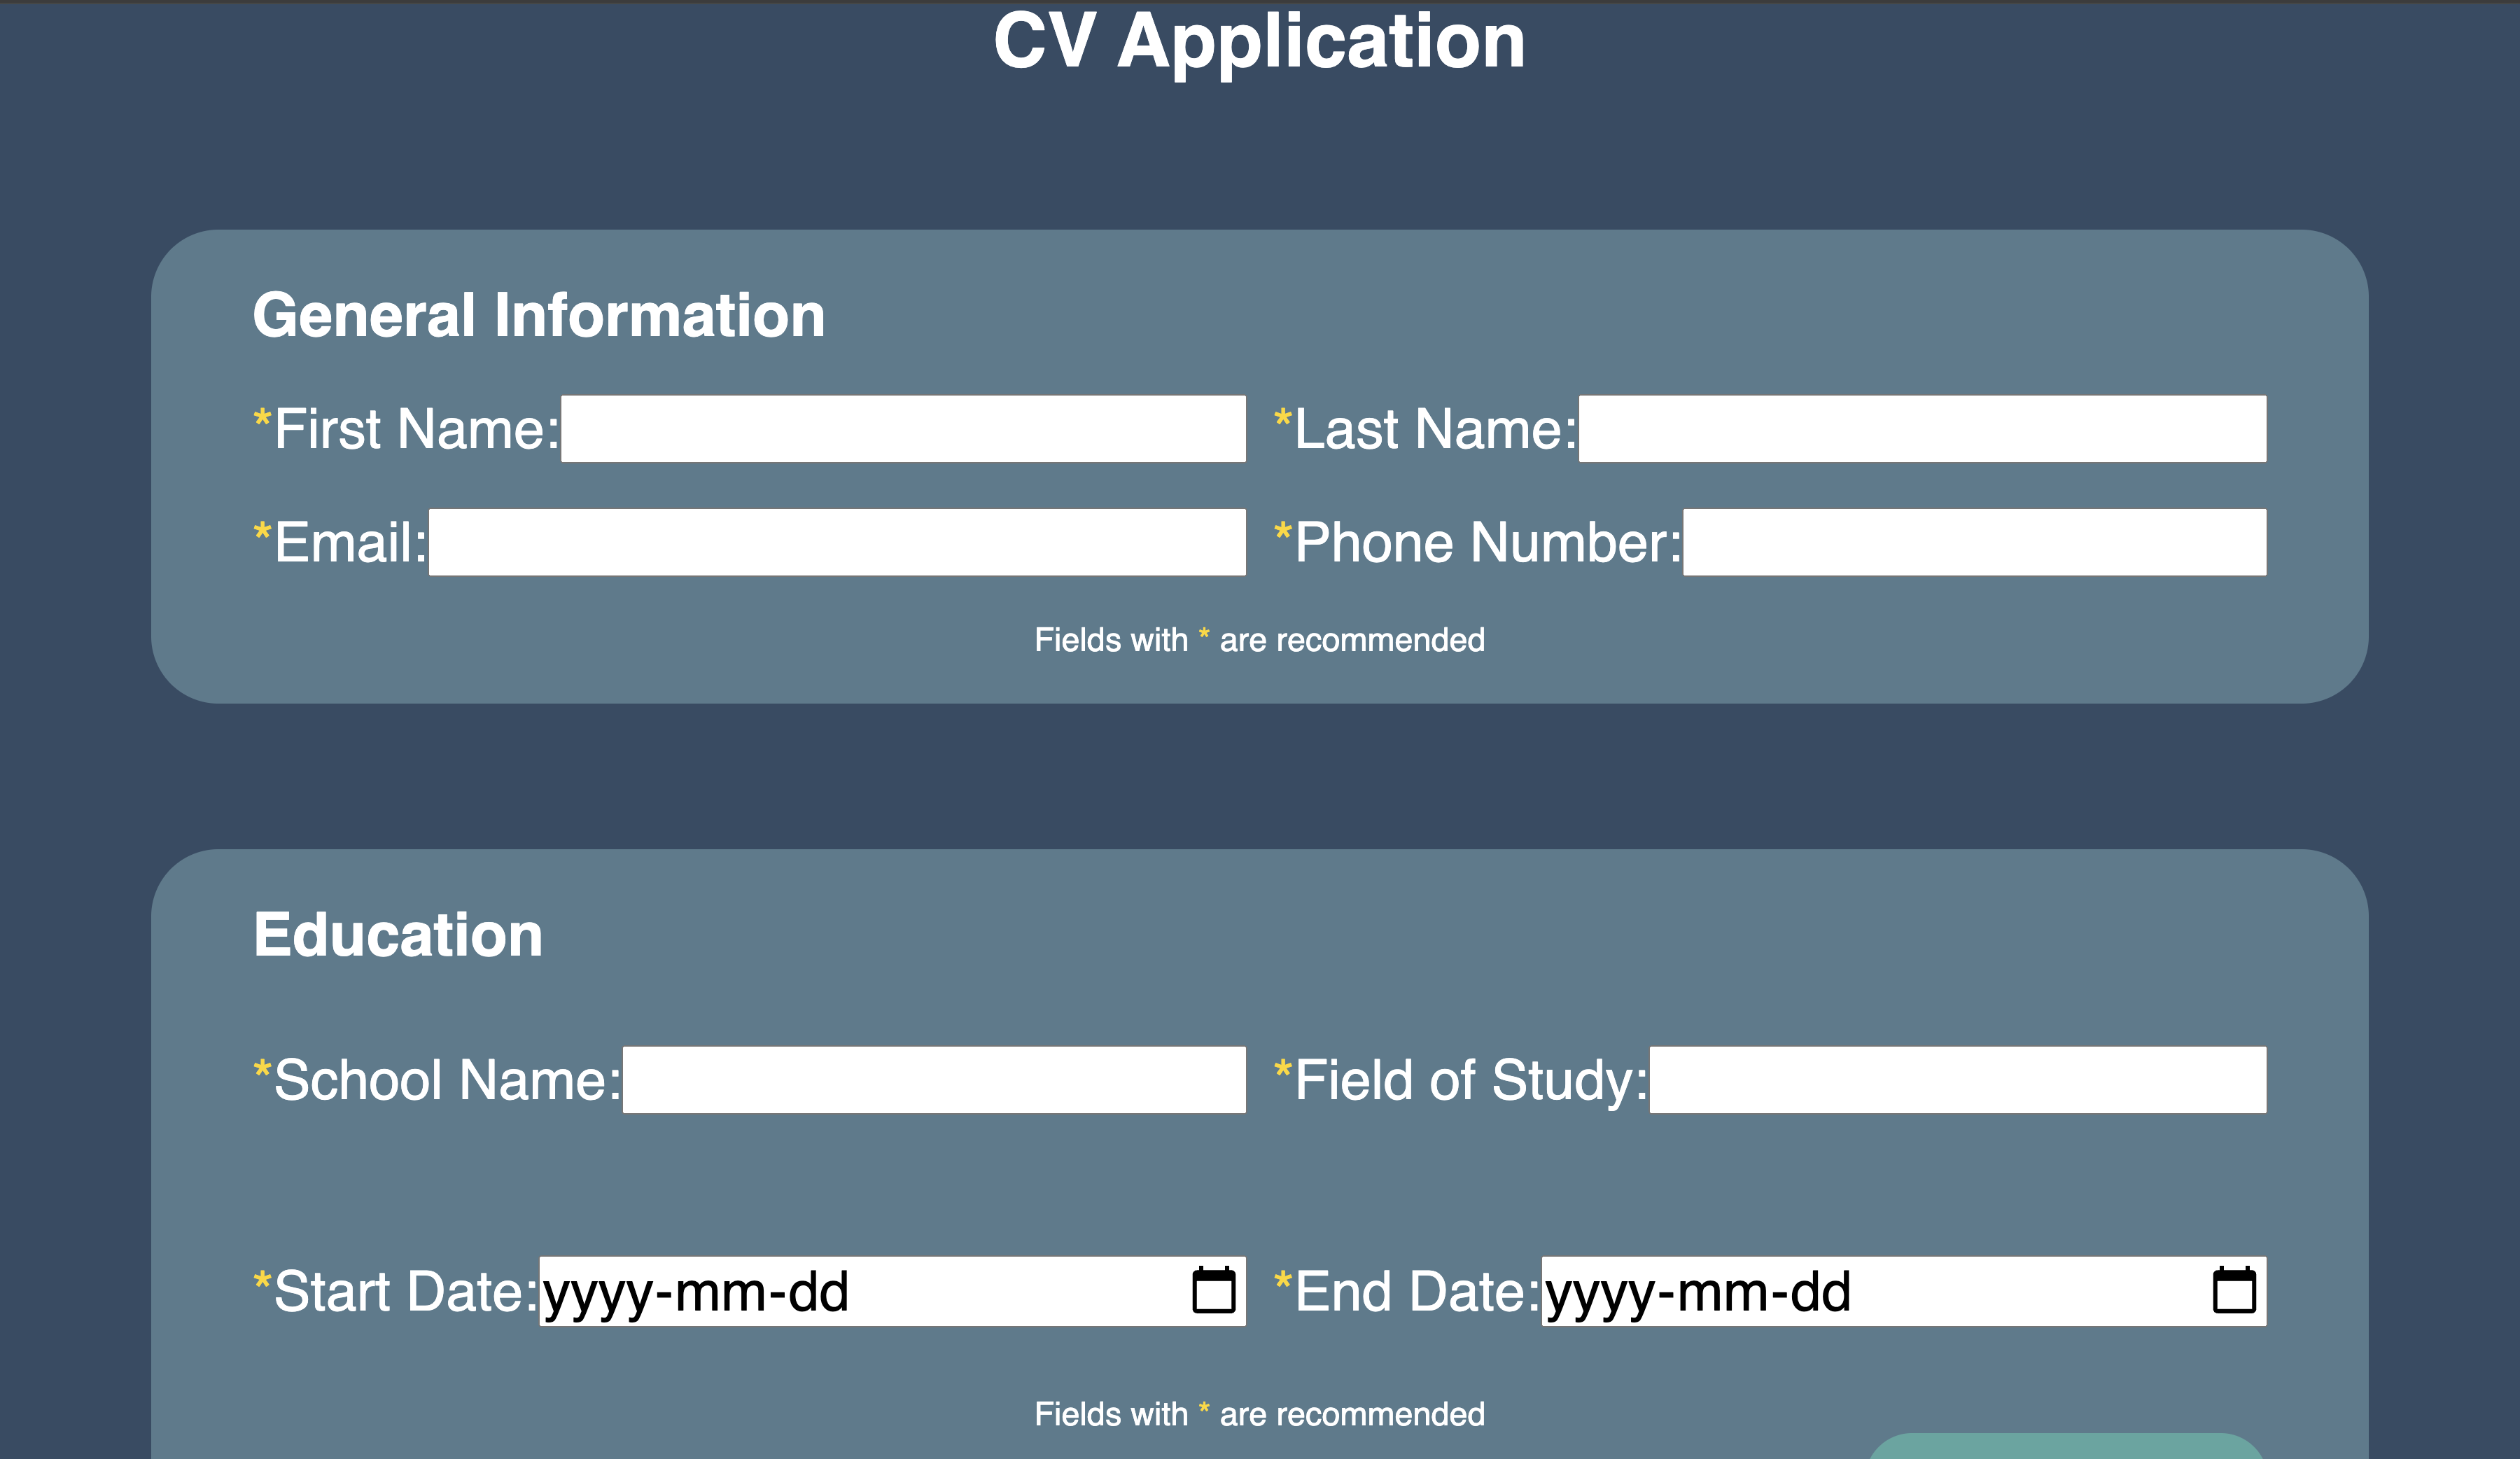 CV Application
General Information
*First Name: *Last Name:
*Email: *Phone Number:
Fields with * are recommended
Education
*School Name: *Field of Study:
*Start Date: yyyy-mm-dd *End Date: yyyy-mm-dd
Fields with * are recommended